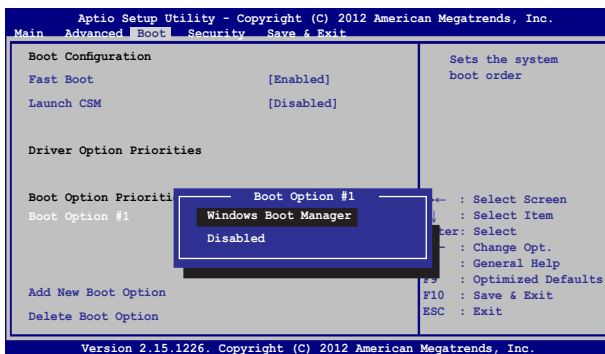 Aptio Setup Utility - Copyright (C) 2012 American Megatrends, Inc.
Main Advanced Boot Security Save & Exit
Boot Configuration
Fast Boot [Enabled]
Launch CSM [Disabled]
Driver Option Priorities
Boot Option Prioriti
Boot Option #1
Add New Boot Option
Delete Boot Option
Boot Option #1
Windows Boot Manager
Disabled
Sets the system
boot order
→← : Select Screen
: Select Item
ter: Select
– : Change Opt.
: General Help
F9 : Optimized Defaults
F10 : Save & Exit
ESC : Exit
Version 2.15.1226. Copyright (C) 2012 American Megatrends, Inc.